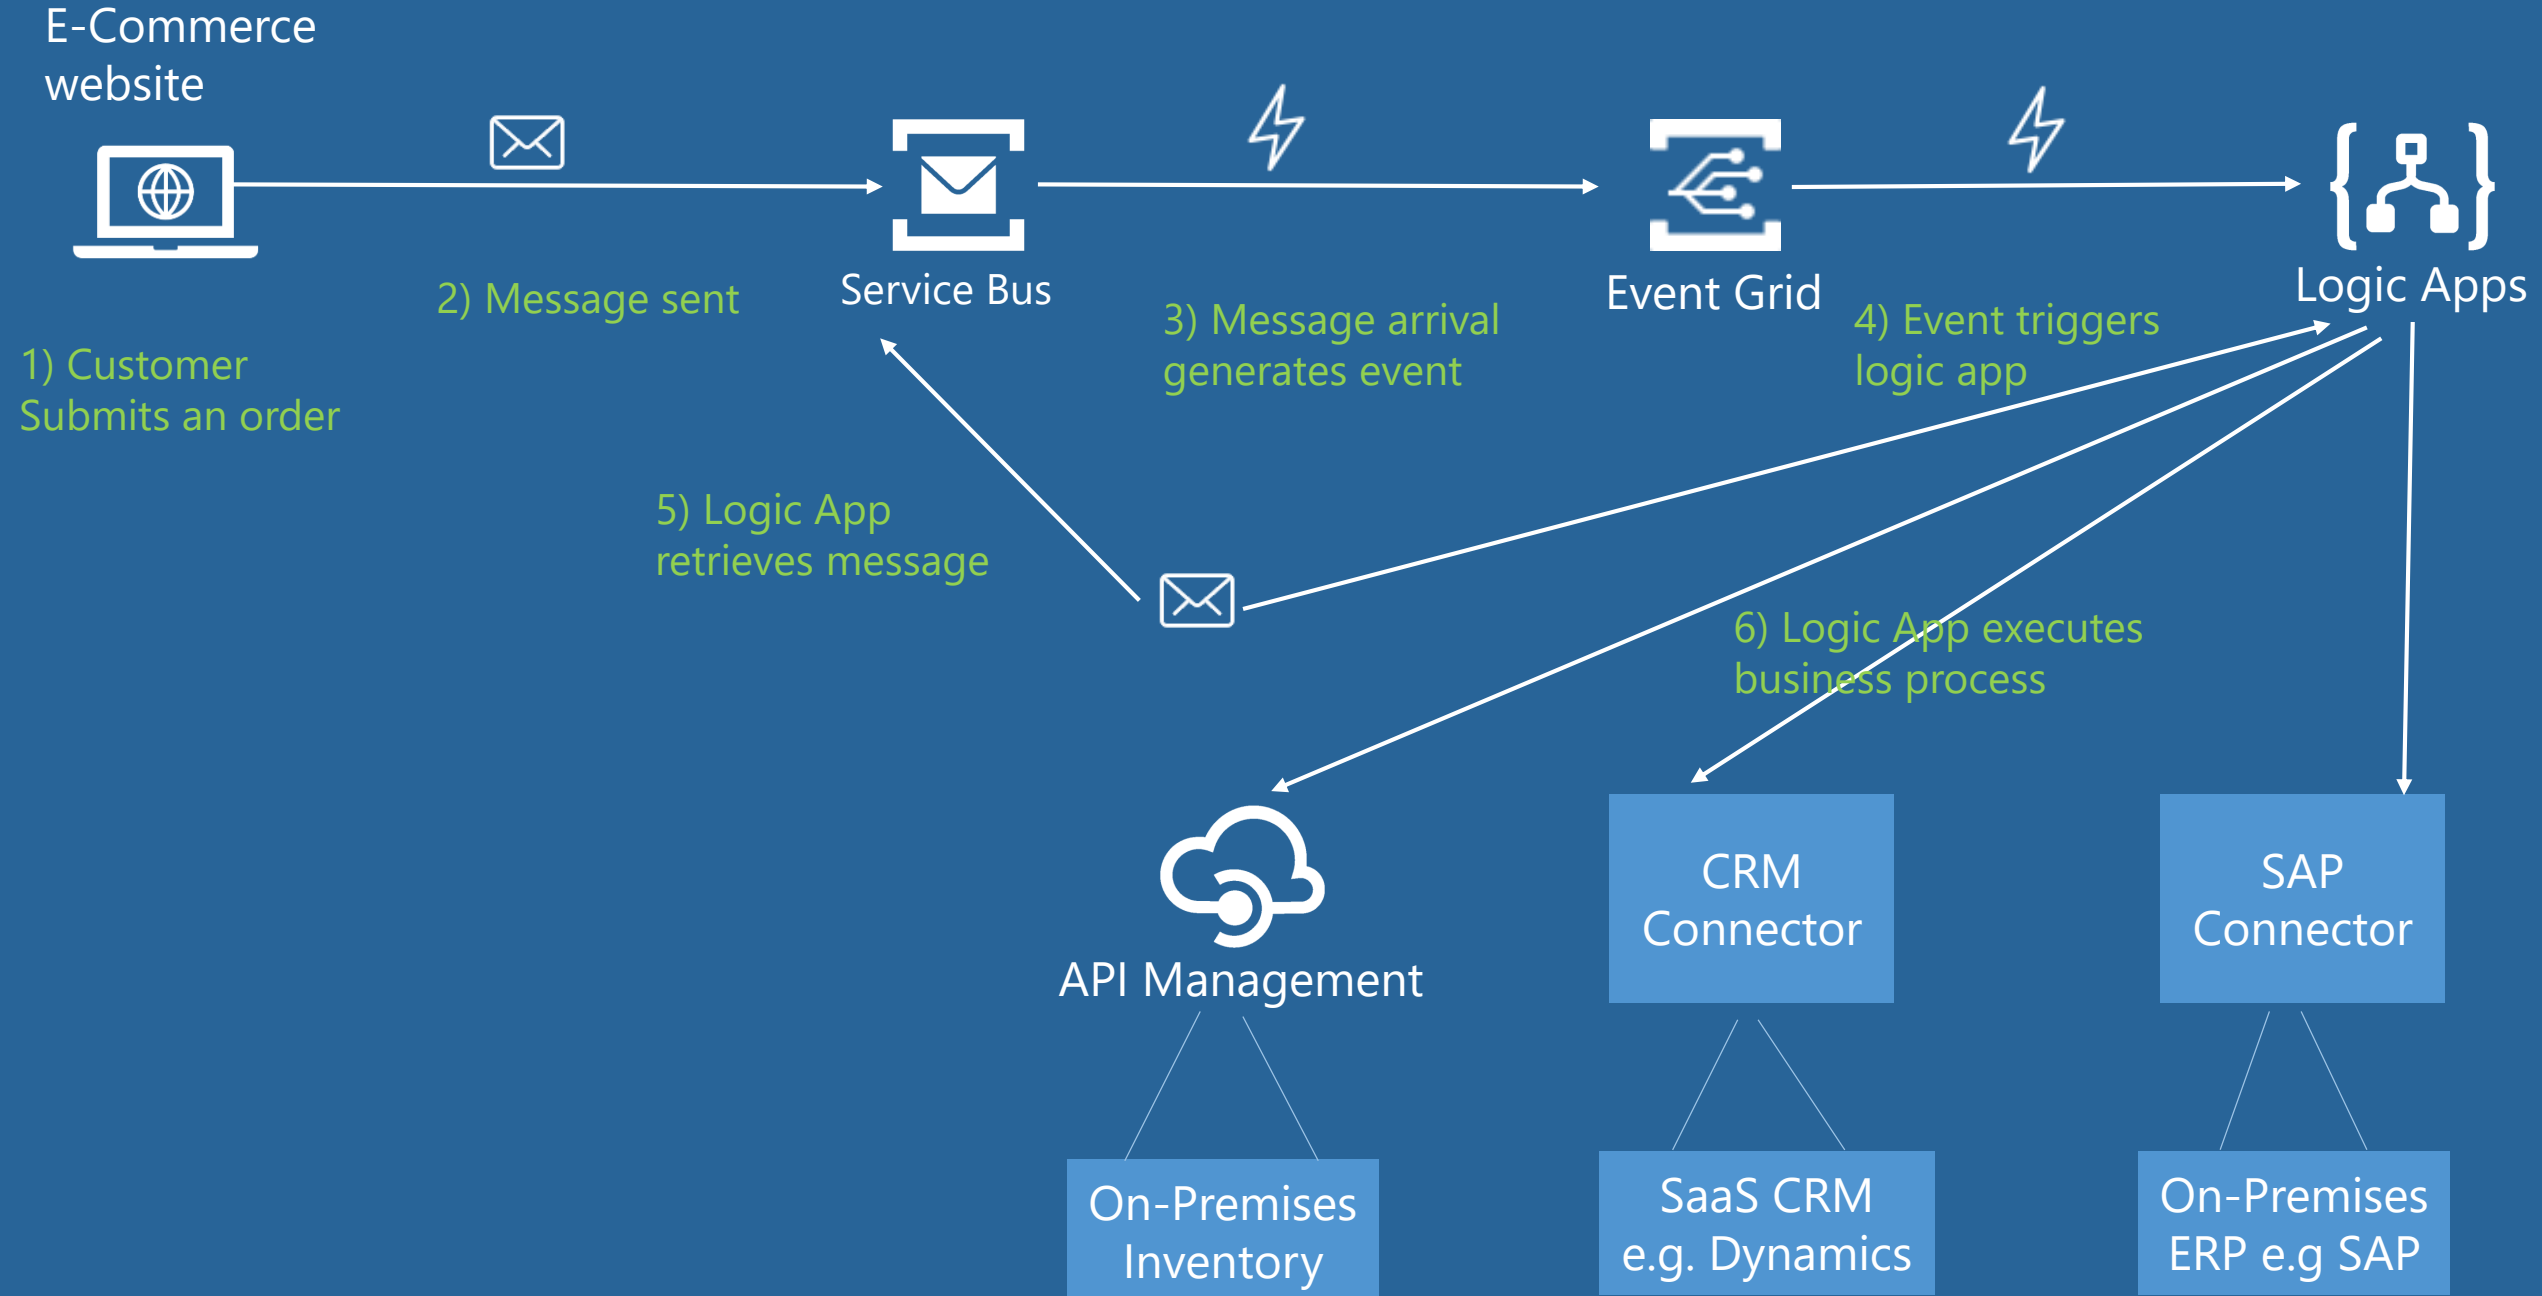 E-Commerce
website
2) Message sent
Service Bus
3) Message arrival
generates event
Event Grid
4) Event triggers
logic app
Logic Apps
1) Customer
Submits an order
5) Logic App
retrieves message
6) Logic App executes
business process
API Management
CRM
Connector
SAP
Connector
On-Premises
Inventory
SaaS CRM
e.g. Dynamics
On-Premises
ERP e.g SAP